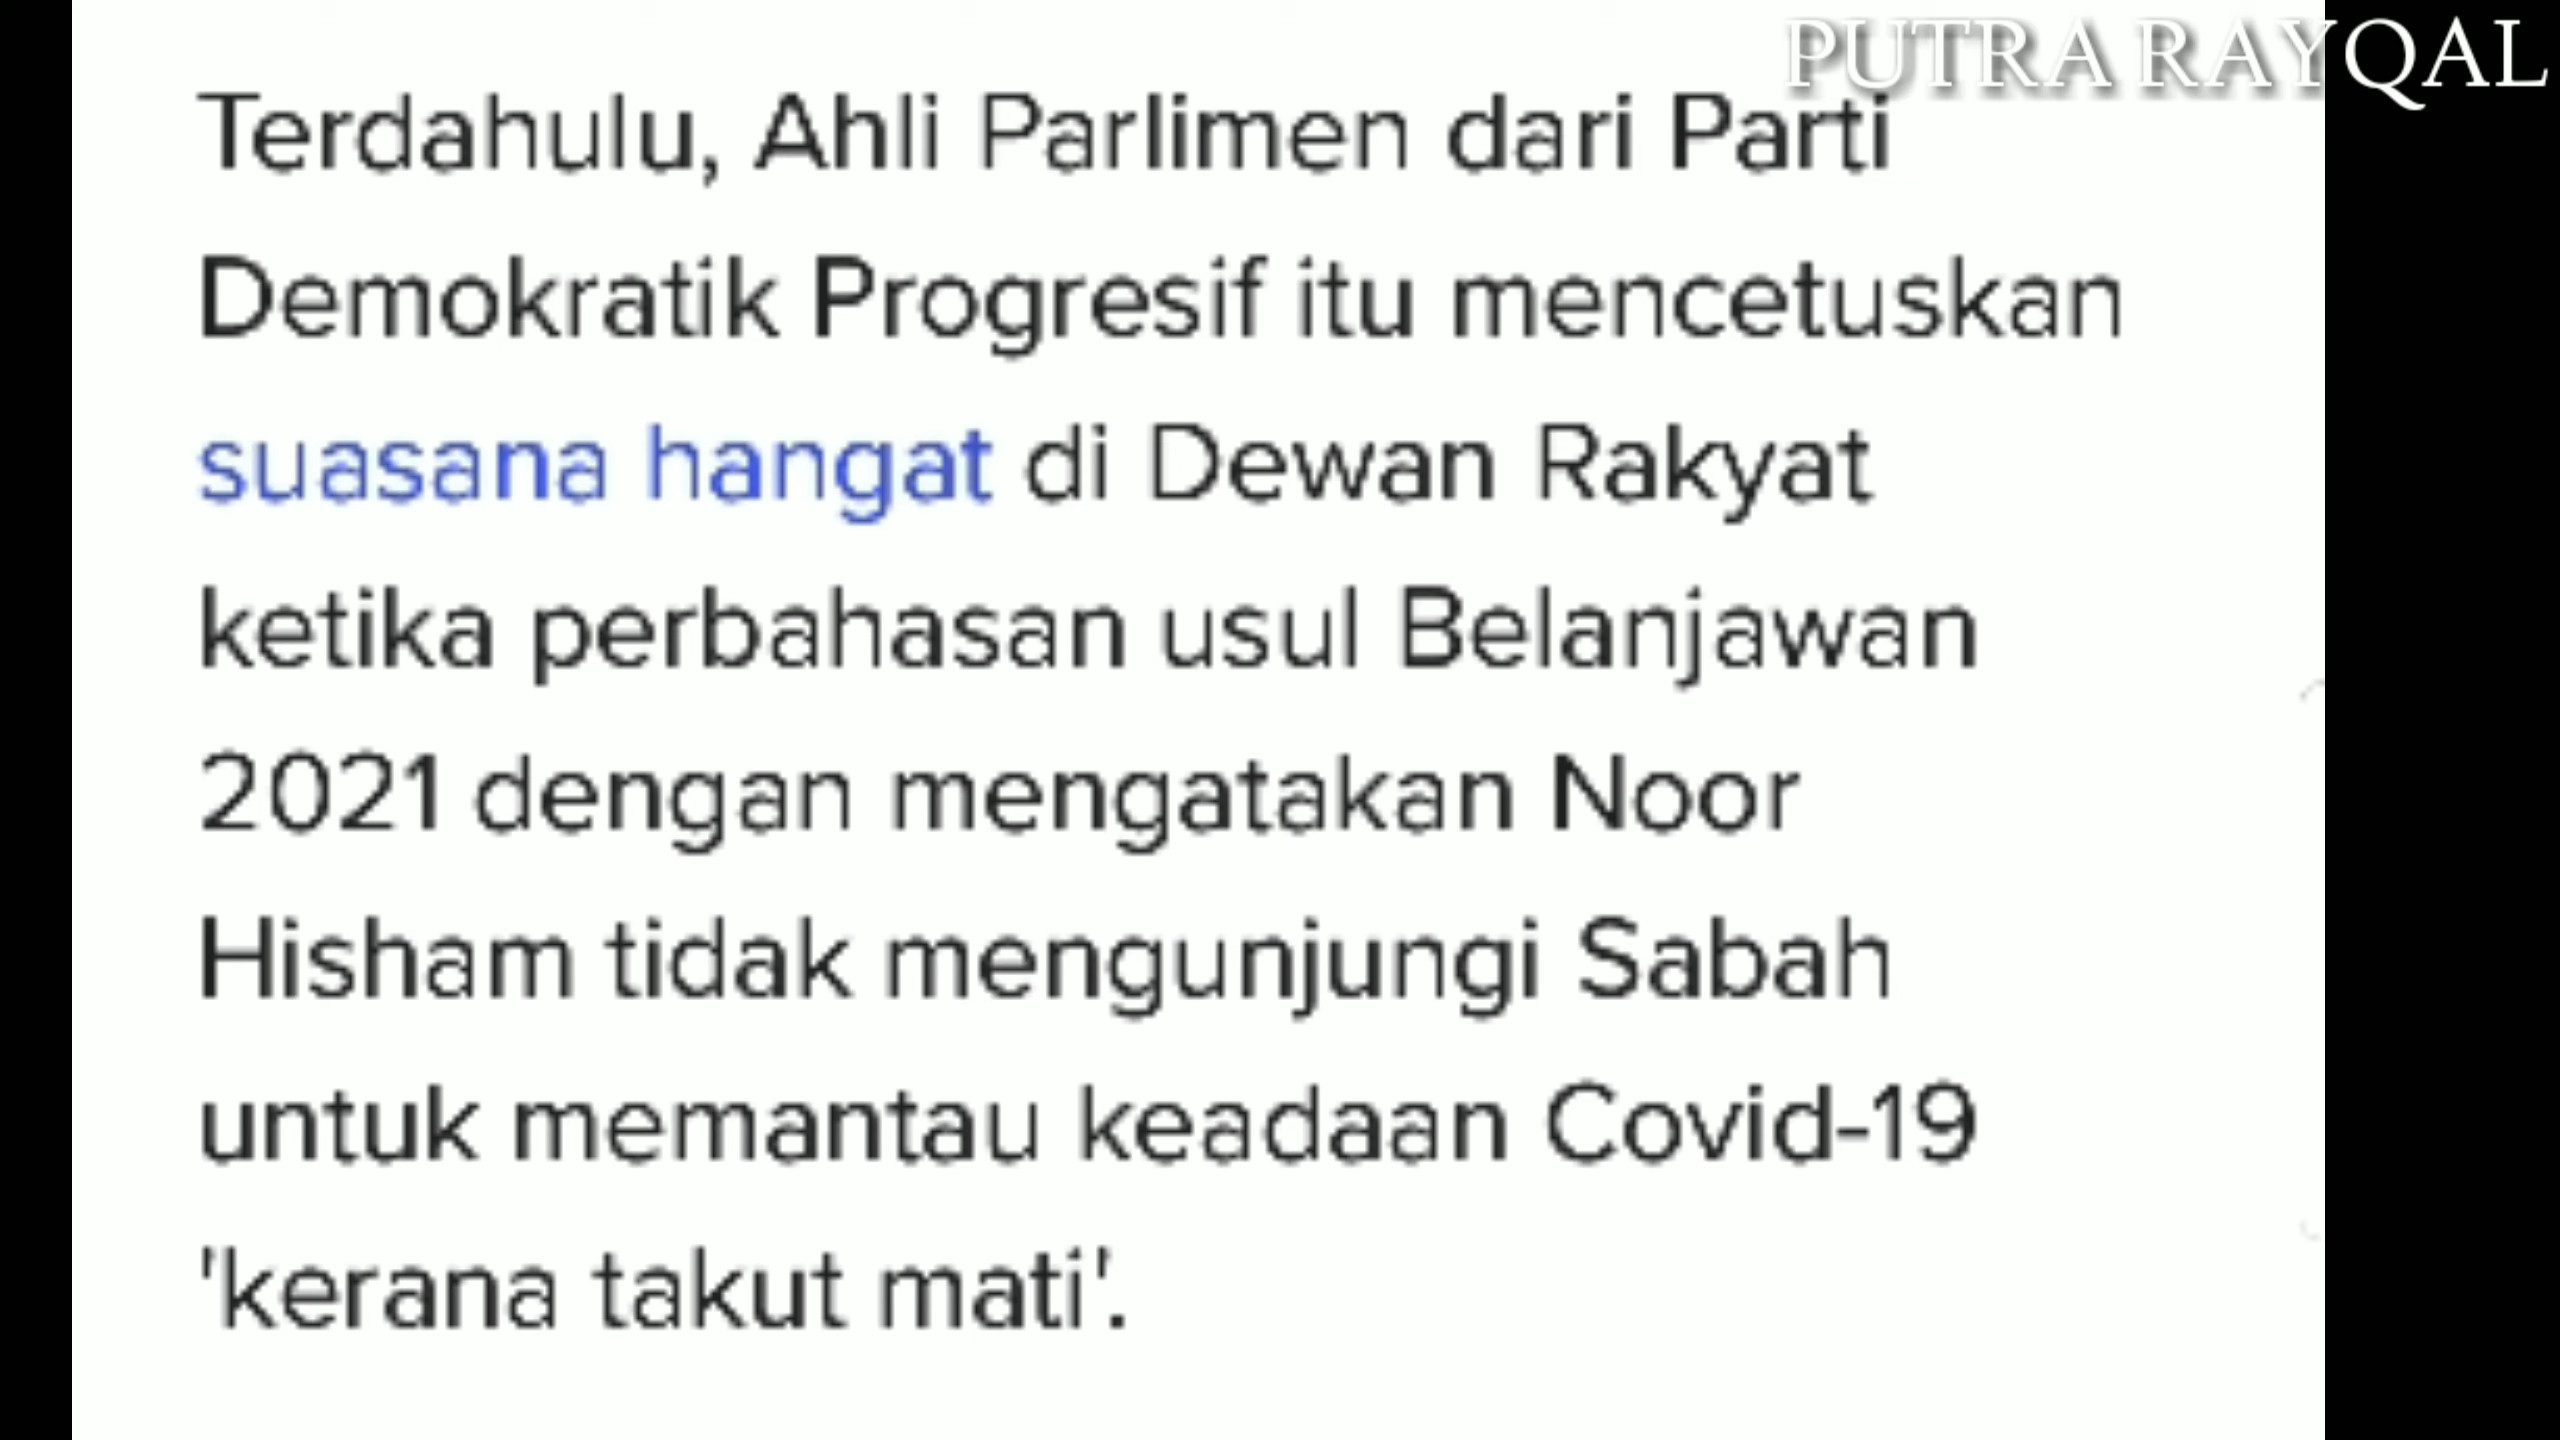 PUTRA RAYQAL
Terdahulu, Ahli Parlimen dari Parti
Demokratik Progresif itu mencetuskan
suasana hangat di Dewan Rakyat
ketika perbahasan usul Belanjawan
2021 dengan mengatakan Noor
Hisham tidak mengunjungi Sabah
untuk memantau keadaan Covid-19
'kerana takut mati'.